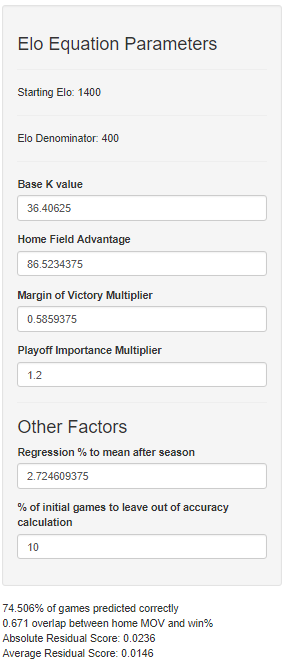 Elo Equation Parameters
Starting Elo: 1400
Elo Denominator: 400
Base K value
36.40625
Home Field Advantage
86.5234375
Margin of Victory Multiplier
0.5859375
Playoff Importance Multiplier
1.2
Other Factors
Regression % to mean after season
2.724609375
% of initial games to leave out of accuracy
calculation
10
74.506% of games predicted correctly
0.671 overlap between home MOV and win%
Absolute Residual Score: 0.0236
Average Residual Score: 0.0146